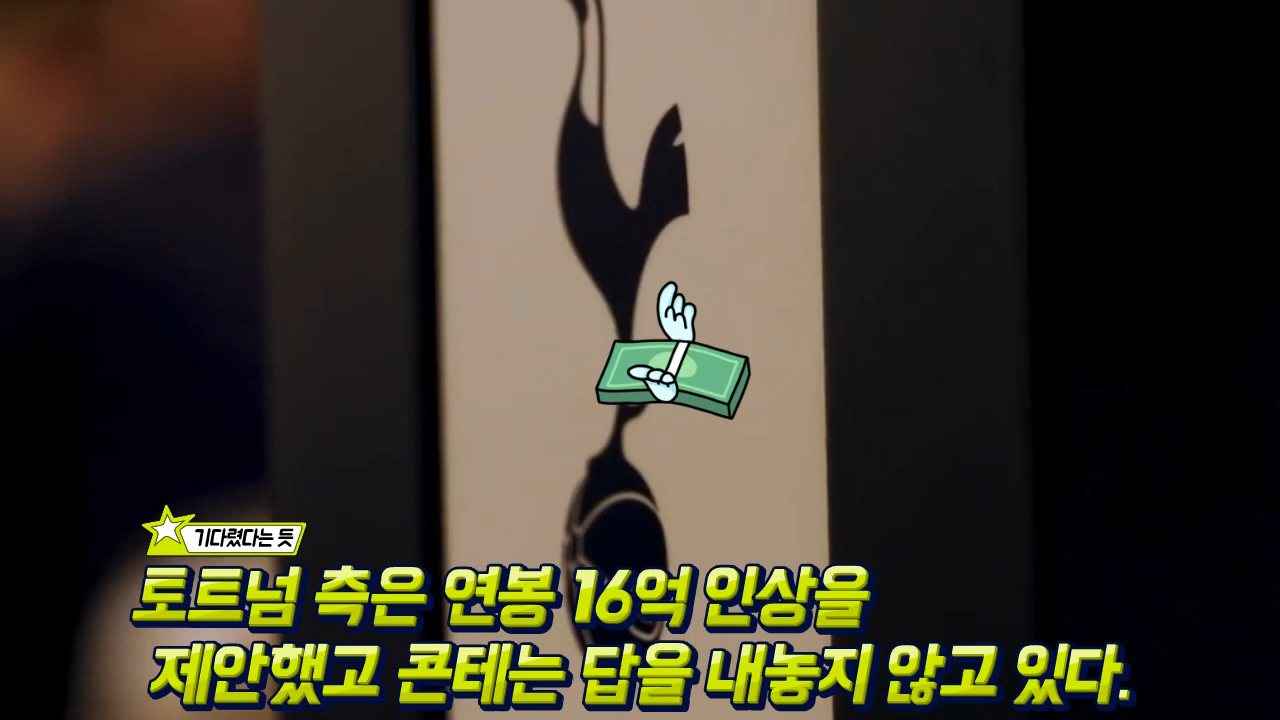 기다렸다는 듯
토트넘 측은 연봉 16억 인상을
제안했고 콘테는 답을 내놓지 않고 있다.